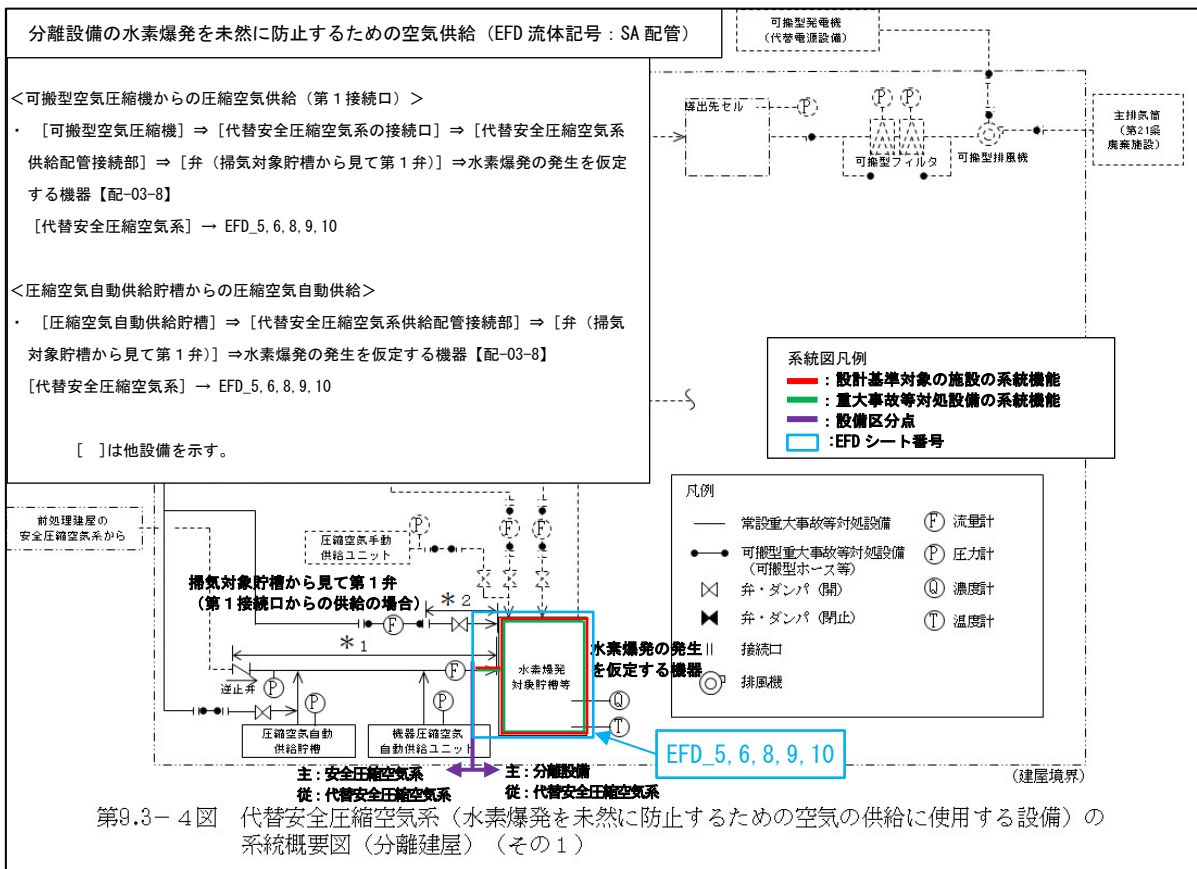 分離設備の水素爆発を未然に防止するための空気供給（EFD 流体記号：SA 配管）
＜可搬型空気圧縮機からの圧縮空気供給（第１接続口）＞
・ ［可搬型空気圧縮機］⇒［代替安全圧縮空気系の接続口］⇒［代替安全圧縮空気系
供給配管接続部］⇒［弁（掃気対象貯槽から見て第１弁）］⇒水素爆発の発生を仮定
する機器【配-03-8】
［代替安全圧縮空気系］→ EFD_5, 6, 8, 9, 10
＜圧縮空気自動供給貯槽からの圧縮空気自動供給＞
・ ［圧縮空気自動供給貯槽］⇒［代替安全圧縮空気系供給配管接続部］⇒［弁（掃気
対象貯槽から見て第１弁）］⇒水素爆発の発生を仮定する機器【配-03-8】
［代替安全圧縮空気系］→ EFD_5, 6, 8, 9, 10
［ ］は他設備を示す。
可搬型発電機
（代替電源設備）
導出先セル
P
P
P
可搬型フィルタ
可搬型排風機
主排気筒
（第21条
廃棄施設）
系統図凡例
：設計基準対象の施設の系統機能
：重大事故等対処設備の系統機能
：設備区分点
：EFD シート番号
凡例
常設重大事故等対処設備
可搬型重大事故等対処設備
（可搬型ホース等）
弁・ダンパ（開）
弁・ダンパ（閉止）
接続口
排風機
F 流量計
P 圧力計
Q 濃度計
T 温度計
前処理建屋の
安全圧縮空気系から
圧縮空気手動
供給ユニット
P
F
F
掃気対象貯槽から見て第１弁
（第１接続口からの供給の場合）
＊２
F
＊１
逆止弁
P
F
P
P
水素爆発
対象貯槽等
水素爆発の発生
を仮定する機器
Q
T
圧縮空気自動
供給貯槽
機器圧縮空気
自動供給ユニット
EFD_5, 6, 8, 9, 10
主：安全圧縮空気系
従：代替安全圧縮空気系
主：分離設備
従：代替安全圧縮空気系
（建屋境界）
第9.3－４図 代替安全圧縮空気系（水素爆発を未然に防止するための空気の供給に使用する設備）の
系統概要図（分離建屋）（その１）